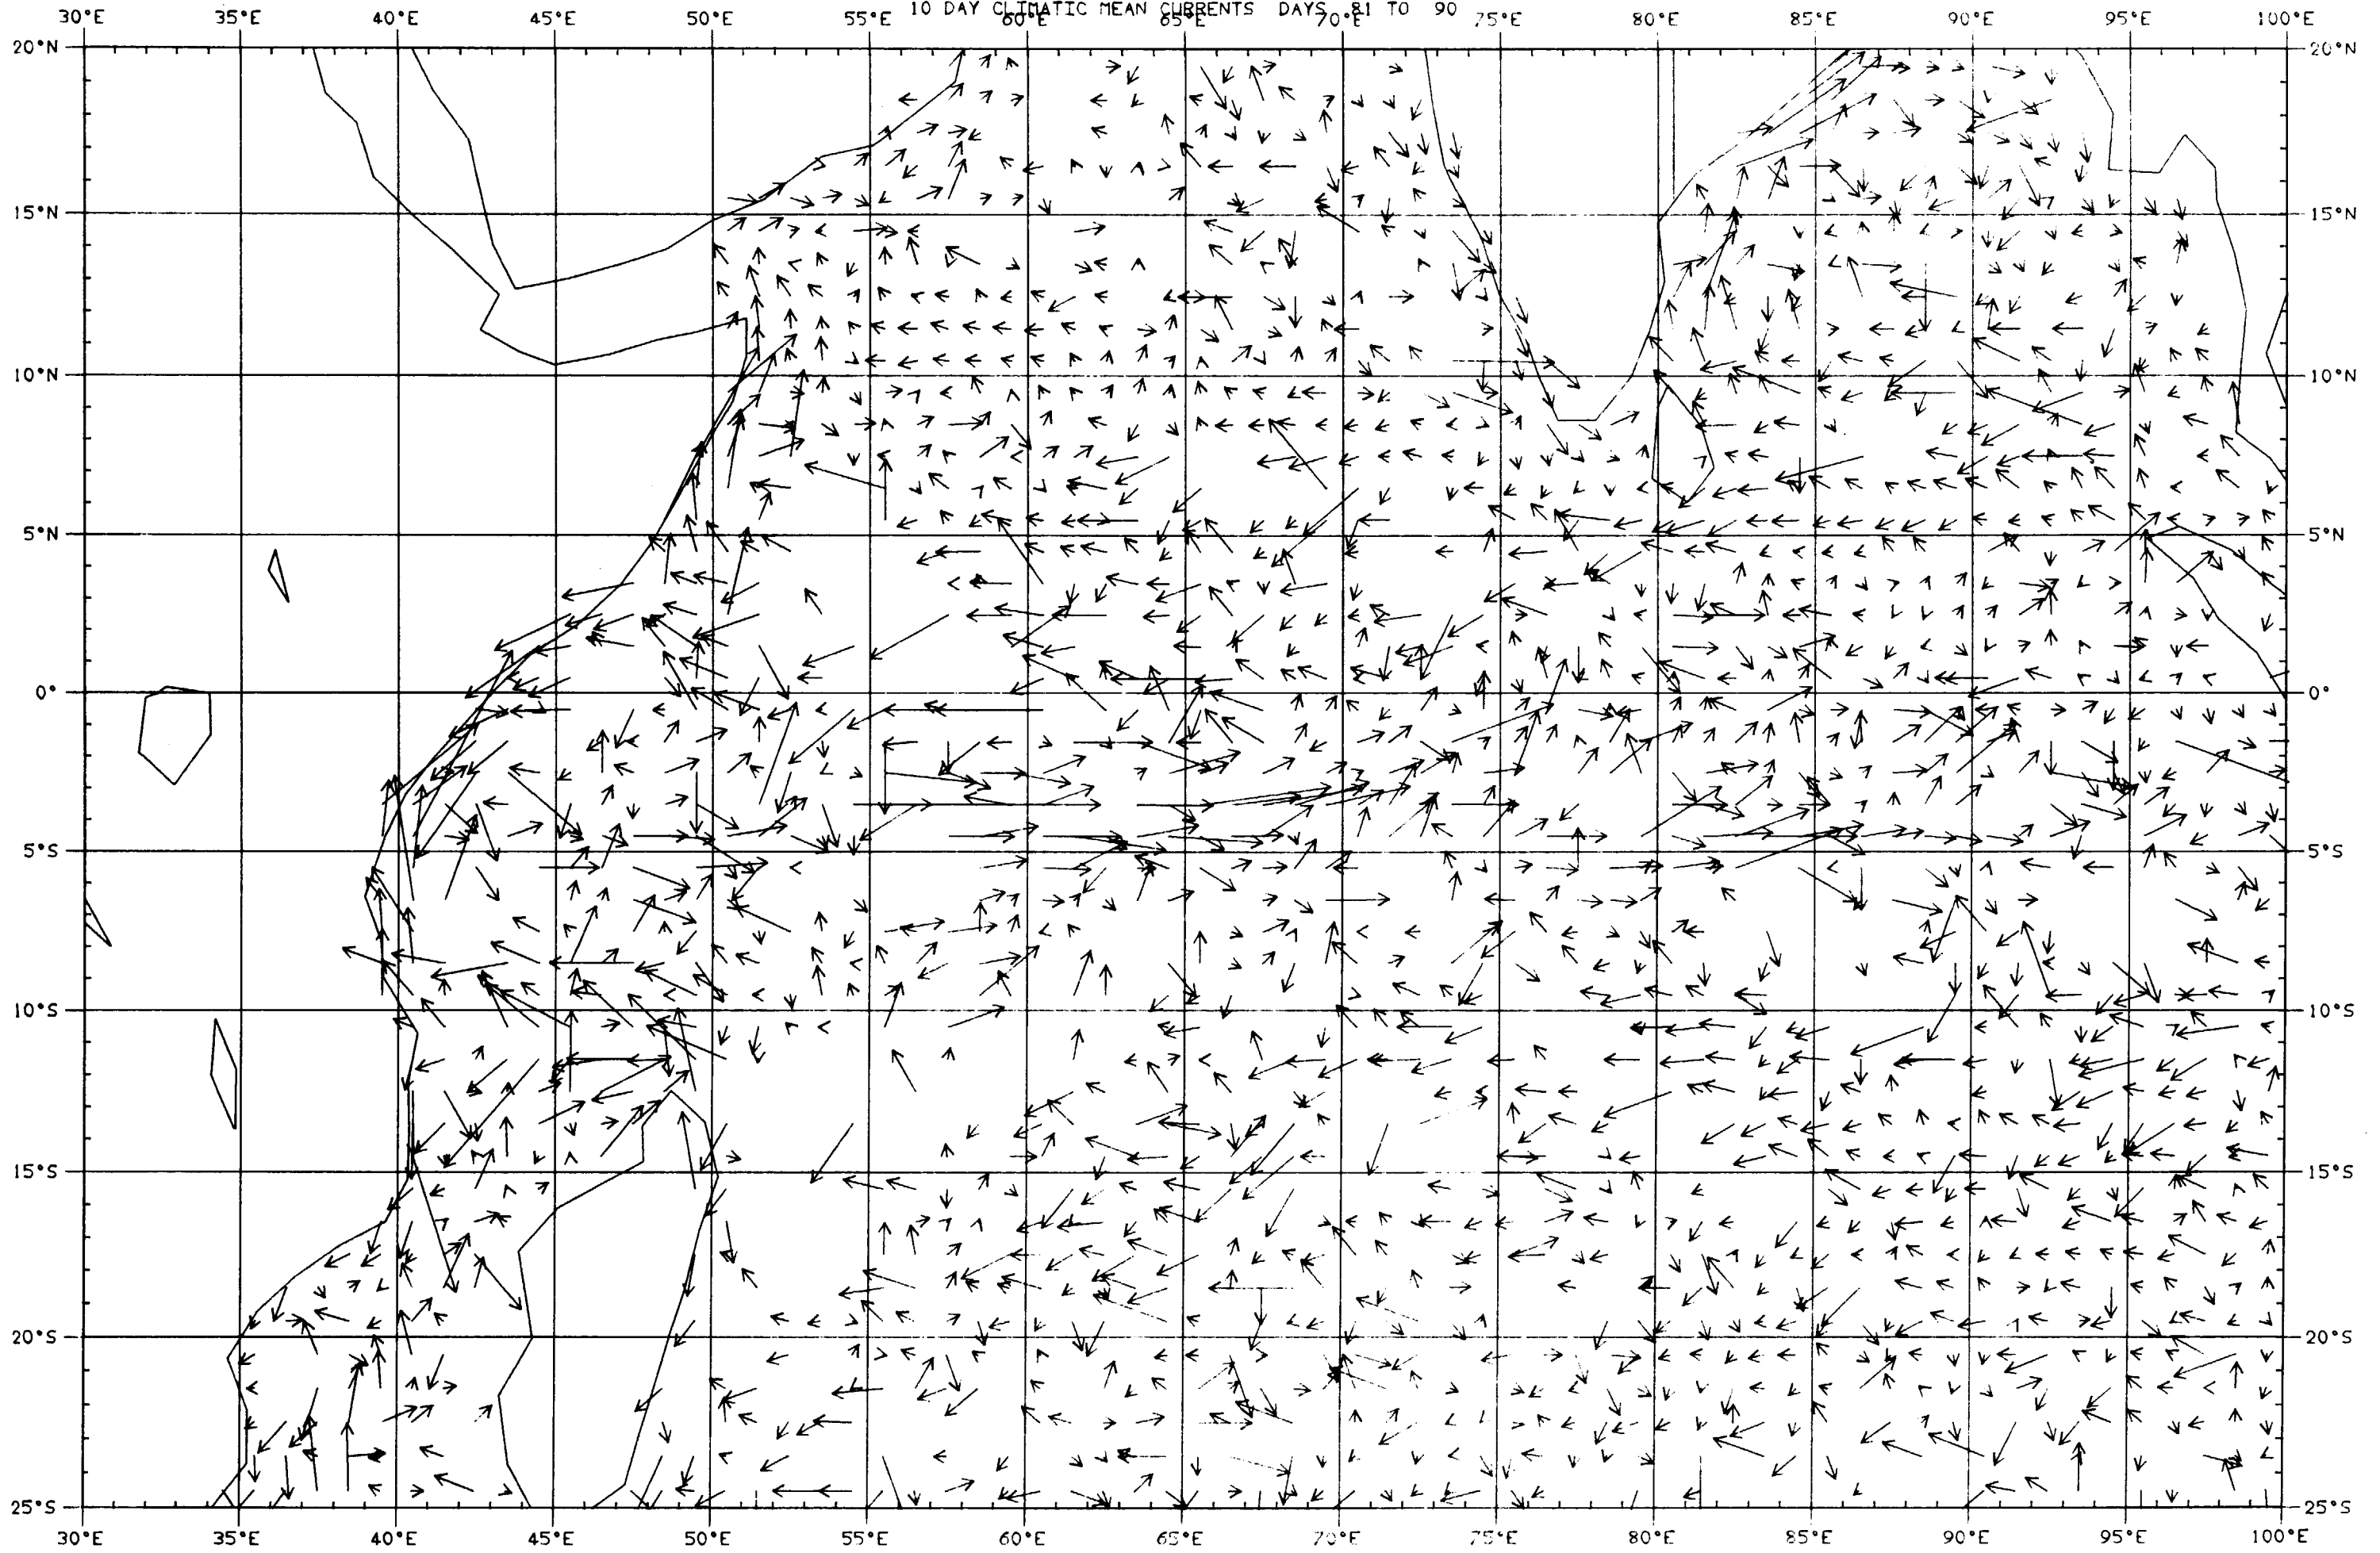 10 DAY CLIMATIC MEAN CURRENTS DAYS 81 TO 90
30°E 35°E 40°E 45°E 50°E 55°E 60°E 65°E 70°E 75°E 80°E 85°E 90°E 95°E 100°E
20°N 20°N
15°N 15°N
10°N 10°N
5°N 5°N
0° 0°
5°S 5°S
10°S 10°S
15°S 15°S
20°S 20°S
25°S 25°S
30°E 35°E 40°E 45°E 50°E 55°E 60°E 65°E 70°E 75°E 80°E 85°E 90°E 95°E 100°E